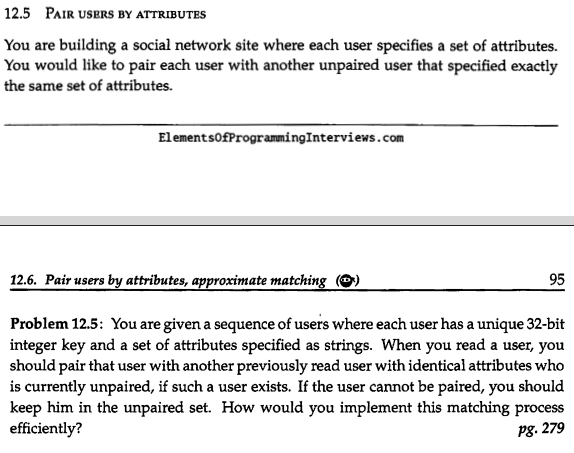 12.5 PAIR USERS BY ATTRIBUTES
You are building a social network site where each user specifies a set of attributes.
You would like to pair each user with another unpaired user that specified exactly
the same set of attributes.
ElementsOfProgrammingInterviews.com
12.6. Pair users by attributes, approximate matching ( )
95
Problem 12.5: You are given a sequence of users where each user has a unique 32-bit
integer key and a set of attributes specified as strings. When you read a user, you
should pair that user with another previously read user with identical attributes who
is currently unpaired, if such a user exists. If the user cannot be paired, you should
keep him in the unpaired set. How would you implement this matching process
efficiently?
pg. 279